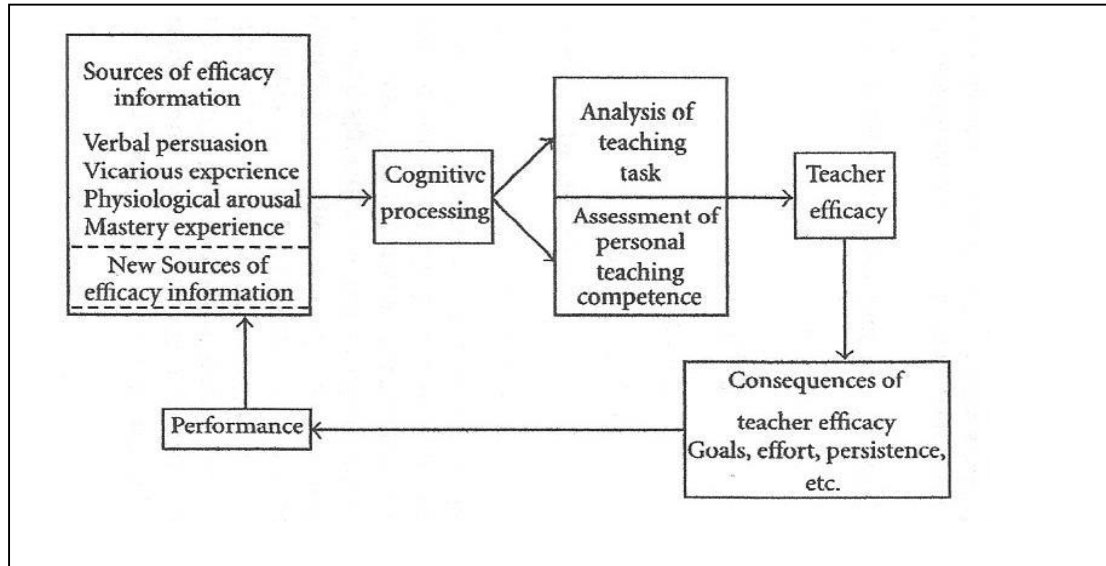 Sources of efficacy
information
Verbal persuasion
Vicarious experience
Physiological arousal
Mastery experience
New Sources of
efficacy information
Cognitive
processing
Analysis of
teaching
task
Assessment of
personal
teaching
competence
Teacher
efficacy
Consequences of
teacher efficacy
Goals, effort, persistence,
etc.
Performance